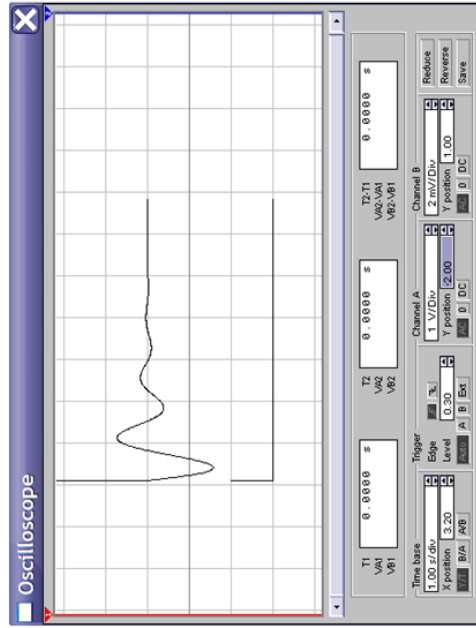 Oscilloscope
T1
VA1
VB1
0.0000 s
T2
VA2
VB2
0.0000 s
T2-T1
VA2-VA1
VB2-VB1
0.0000 s
Time base
1.00 s/div
X position 3.20
Y/T B/A A/B
Trigger
Edge
Level 0.30
Auto A B Ext
Channel A
1 V/Div
Y position -2.00
AC 0 DC
Channel B
2 mV/Div
Y position 1.00
AC 0 DC
Reduce
Reverse
Save